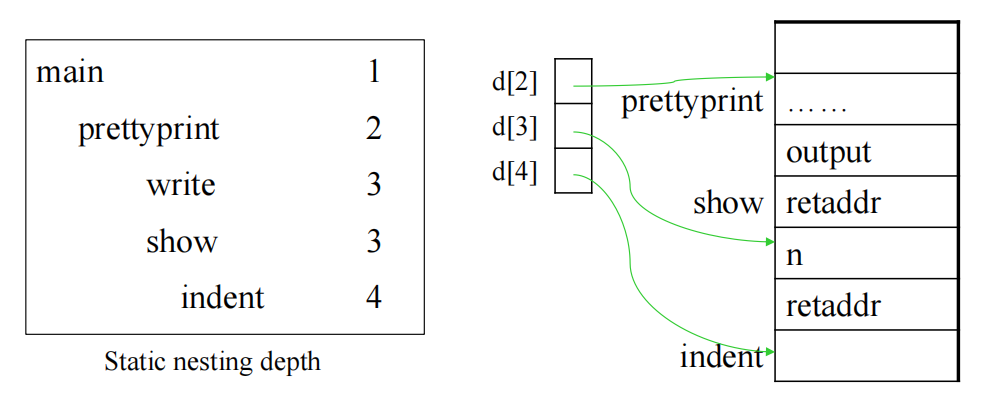 main 1
prettyprint 2
write 3
show 3
indent 4
Static nesting depth
d[2]
d[3]
d[4]
prettyprint
show
indent
……
output
retaddr
n
retaddr